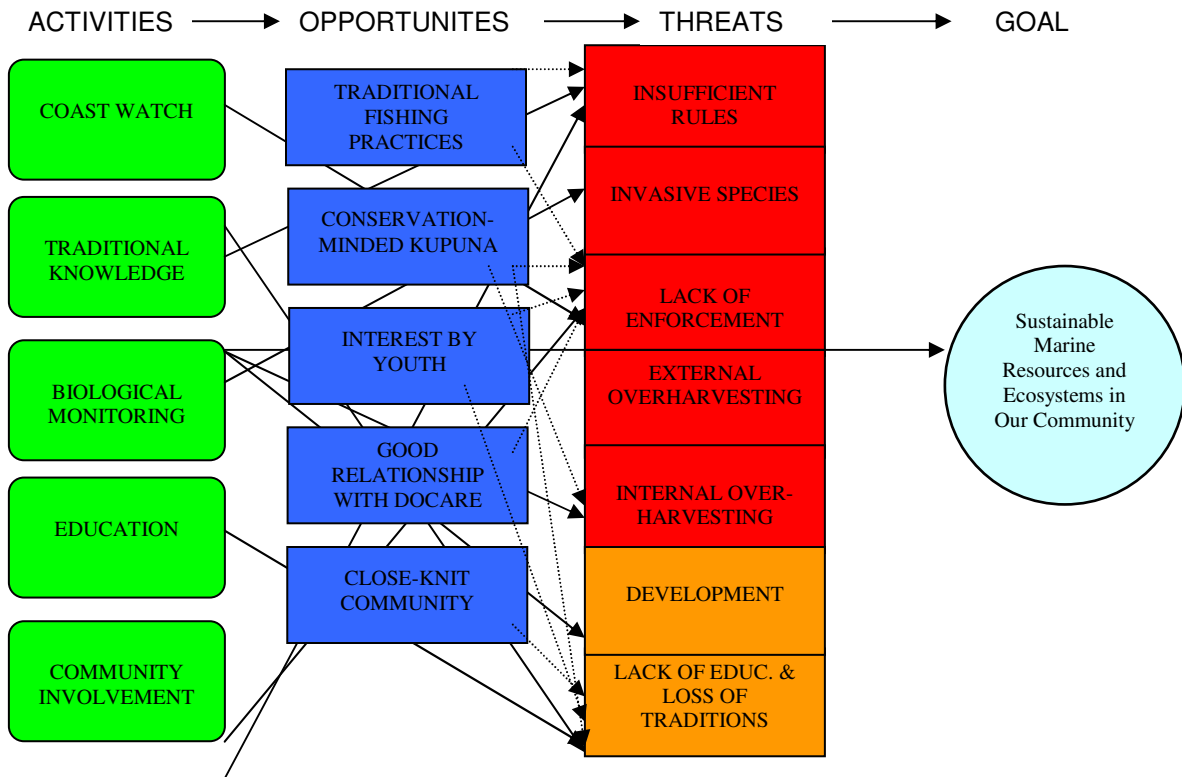 ACTIVITIES
OPPORTUNITES
THREATS
GOAL
COAST WATCH
TRADITIONAL
KNOWLEDGE
BIOLOGICAL
MONITORING
EDUCATION
COMMUNITY
INVOLVEMENT
TRADITIONAL
FISHING
PRACTICES
CONSERVATION-
MINDED KUPUNA
INTEREST BY
YOUTH
GOOD
RELATIONSHIP
WITH DOCARE
CLOSE-KNIT
COMMUNITY
INSUFFICIENT
RULES
INVASIVE SPECIES
LACK OF
ENFORCEMENT
EXTERNAL
OVERHARVESTING
INTERNAL OVER-
HARVESTING
DEVELOPMENT
LACK OF EDUC. &
LOSS OF
TRADITIONS
Sustainable
Marine
Resources and
Ecosystems in
Our Community